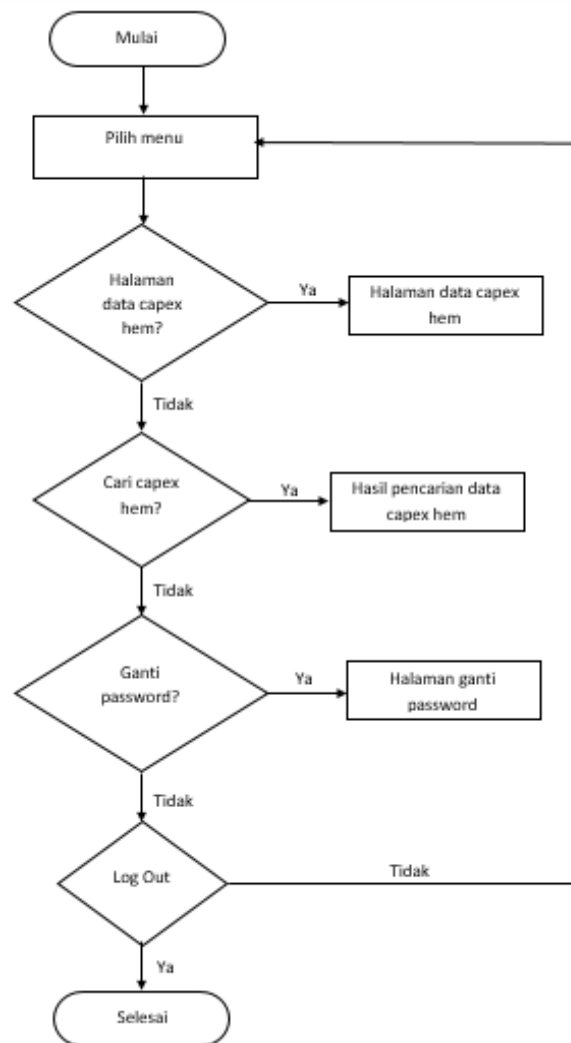 Mulai
Pilih menu
Halaman
data capex
hem?
Ya
Halaman data capex
hem
Tidak
Cari capex
hem?
Ya
Hasil pencarian data
capex hem
Tidak
Ganti
password?
Ya
Halaman ganti
password
Tidak
Log Out
Tidak
Ya
Selesai